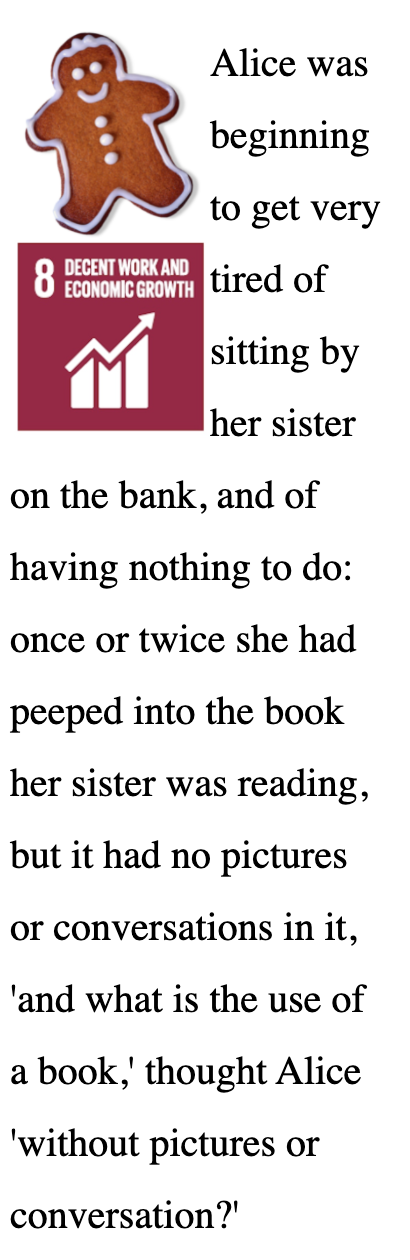 Alice was
beginning
to get very
8 DECENT WORK AND
ECONOMIC GROWTH
tired of
sitting by
her sister
on the bank, and of
having nothing to do:
once or twice she had
peeped into the book
her sister was reading,
but it had no pictures
or conversations in it,
'and what is the use of
a book,' thought Alice
'without pictures or
conversation?'